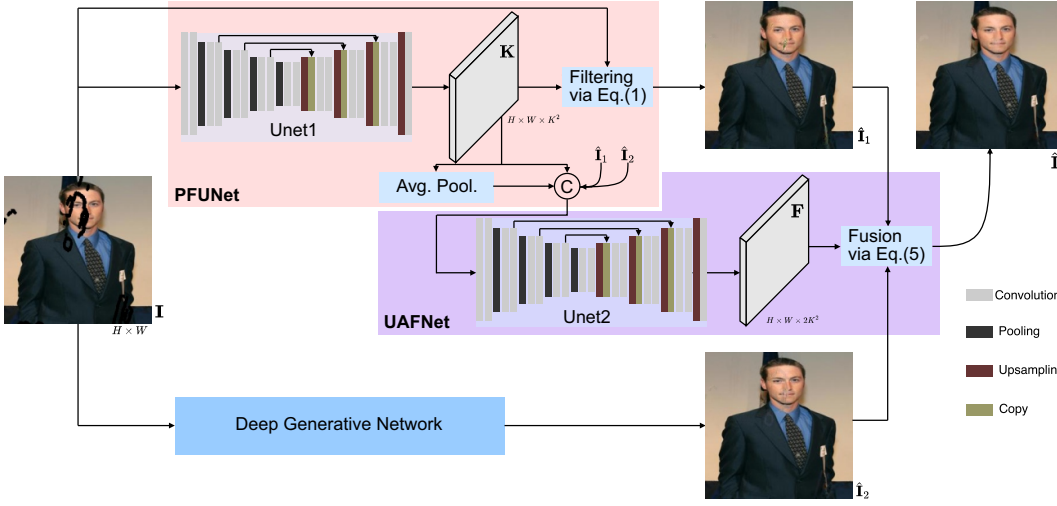 K
Filtering
via Eq.(1)
Unet1
H × W × K²
Î₁
Î₁
Î₂
Î
Avg. Pool.
C
PFUNet
F
Fusion
via Eq.(5)
I
H × W
Unet2
UAFNet
H × W × 2K²
Convolution
Pooling
Upsamplin
Copy
Deep Generative Network
Î₂